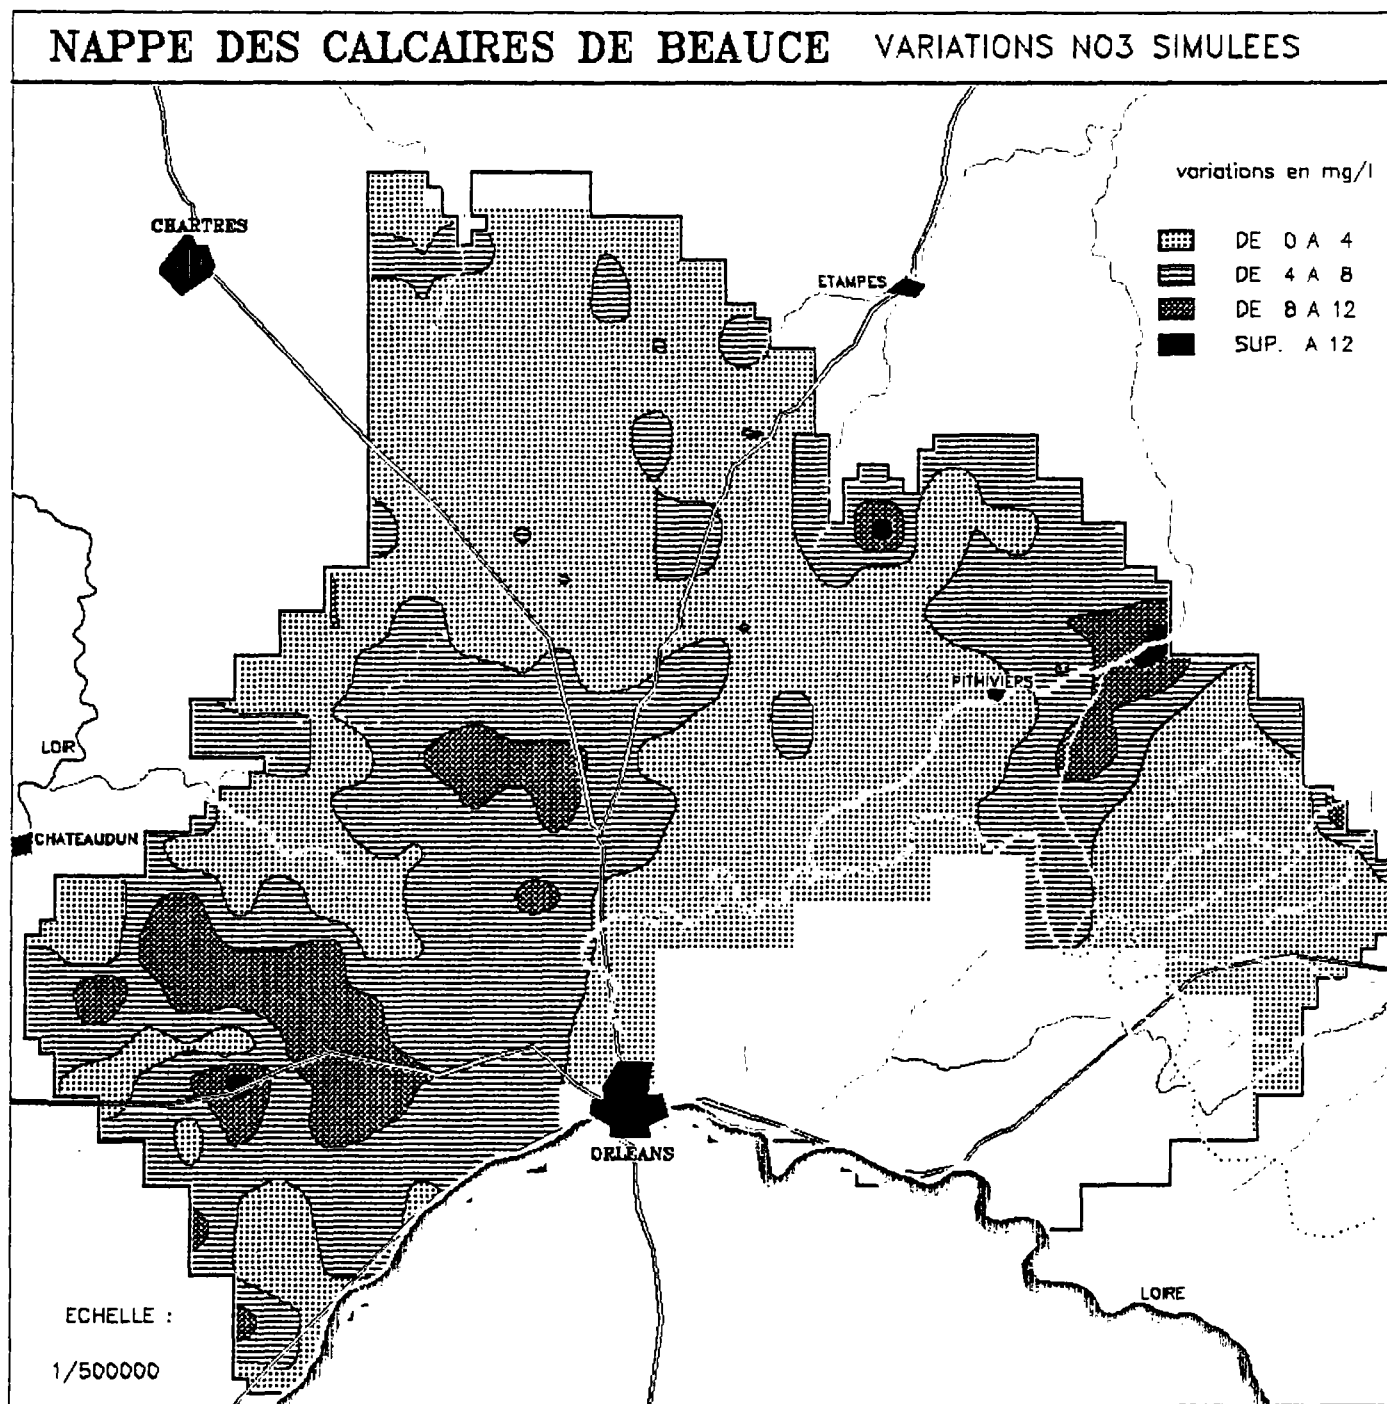 NAPPE DES CALCAIRES DE BEAUCE VARIATIONS NO3 SIMULEES
variations en mg/l
CHARTRES
DE 0 A 4
ETAMPES
DE 4 A 8
DE 8 A 12
SUP. A 12
PITHIVIERS
LOIR
CHATEAUDUN
ORLEANS
LOIRE
ECHELLE :
1/500000